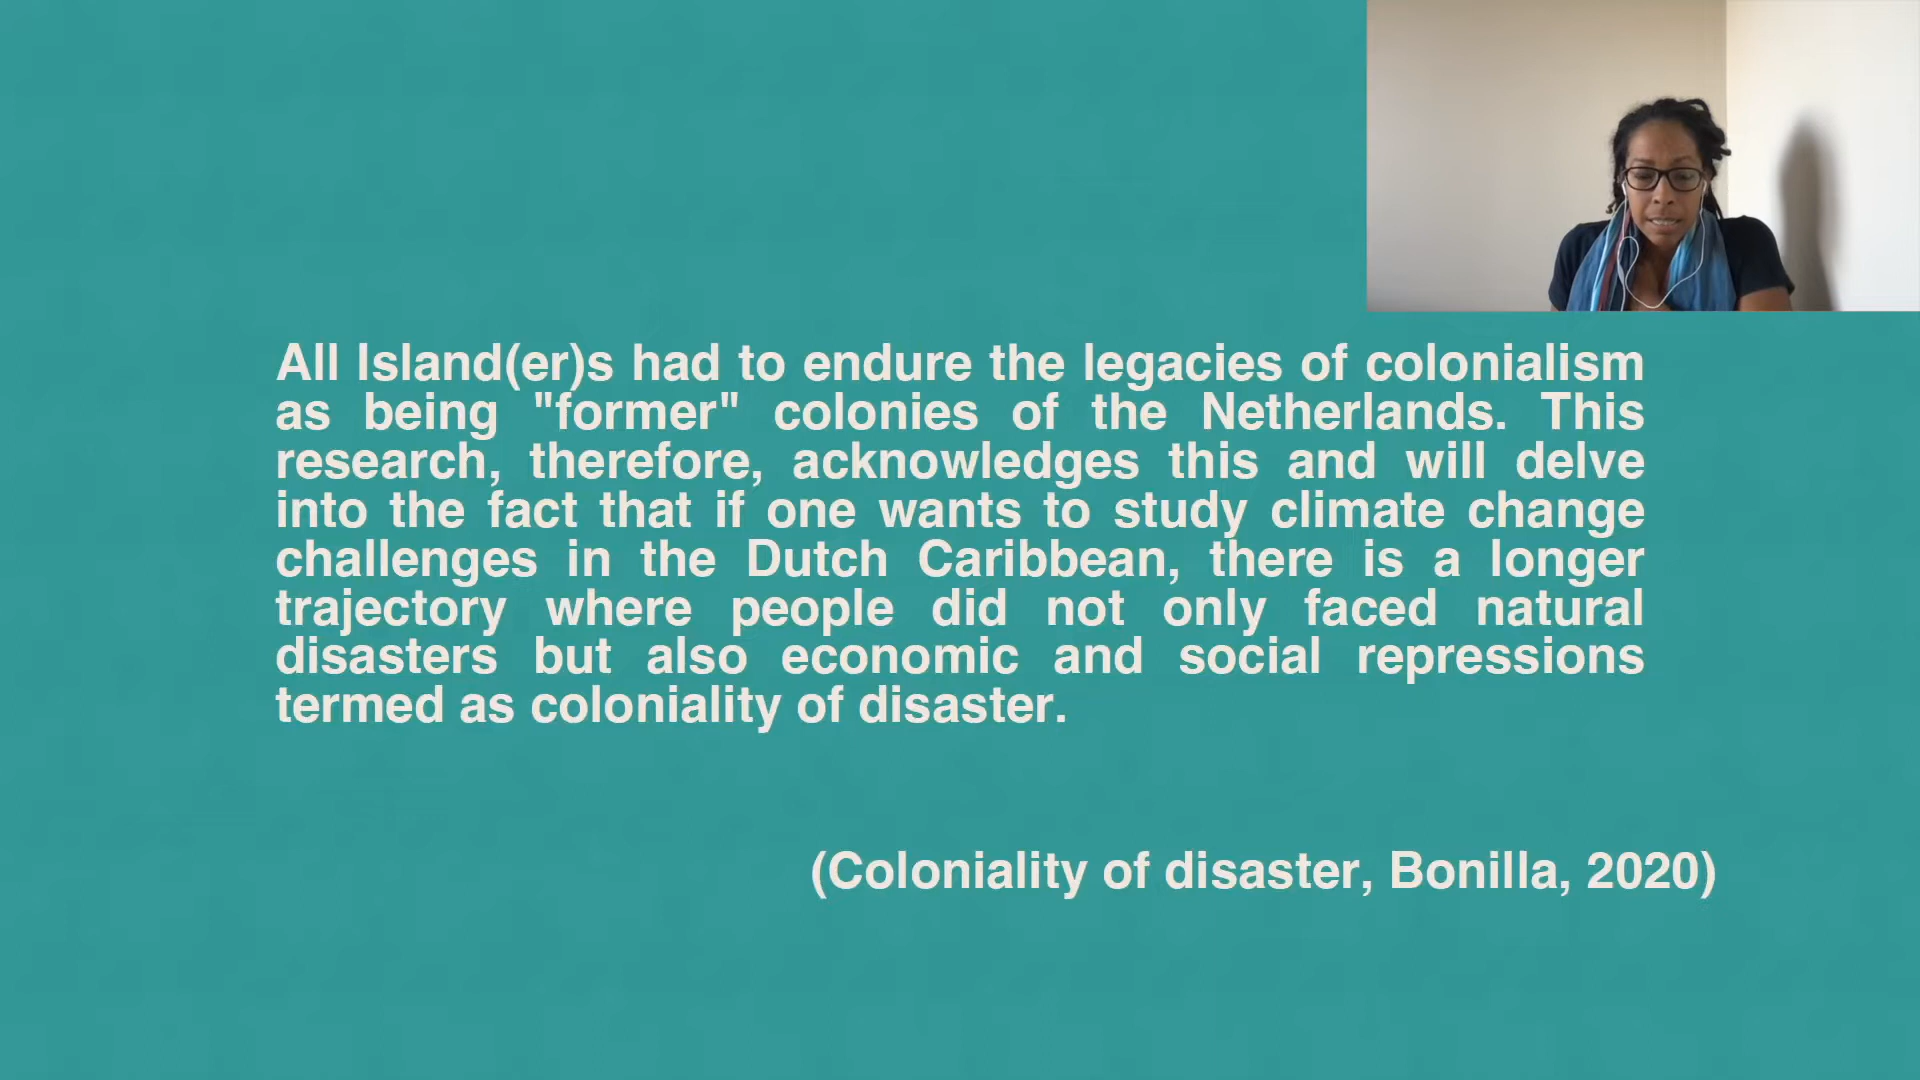 All Island(er)s had to endure the legacies of colonialism
as being "former" colonies of the Netherlands. This
research, therefore, acknowledges this and will delve
into the fact that if one wants to study climate change
challenges in the Dutch Caribbean, there is a longer
trajectory where people did not only faced natural
disasters but also economic and social repressions
termed as coloniality of disaster.
(Coloniality of disaster, Bonilla, 2020)